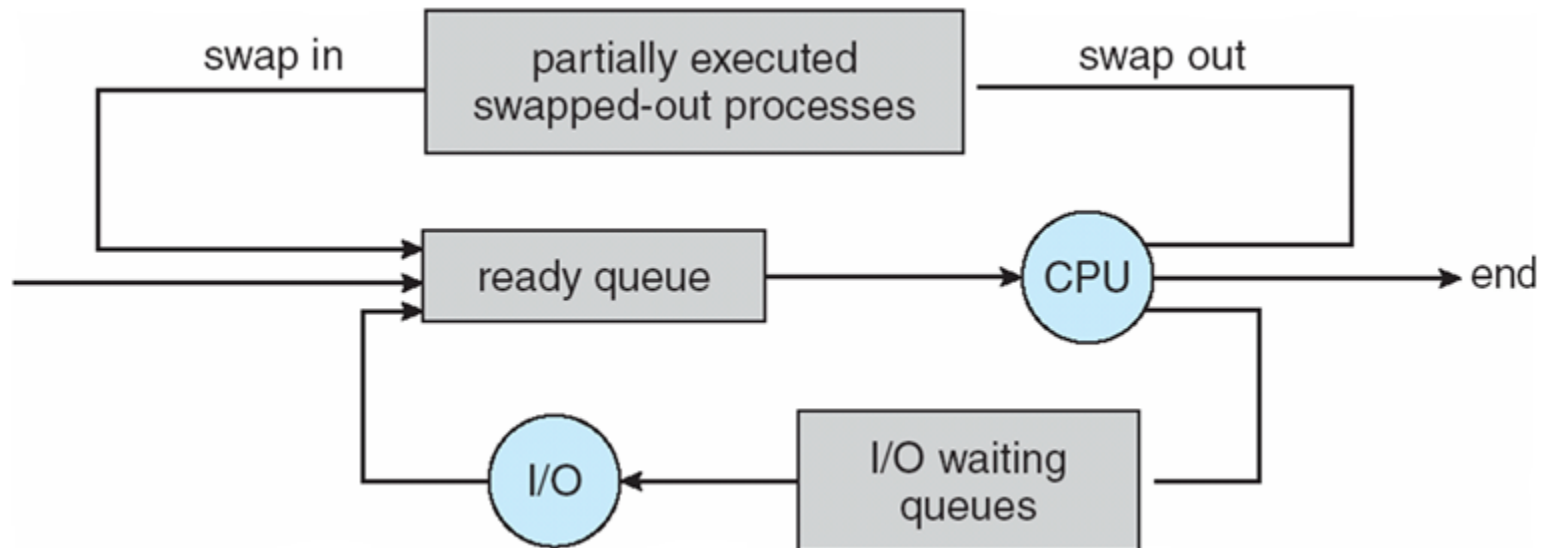 swap in
partially executed
swapped-out processes
swap out
ready queue
CPU
end
I/O
I/O waiting
queues